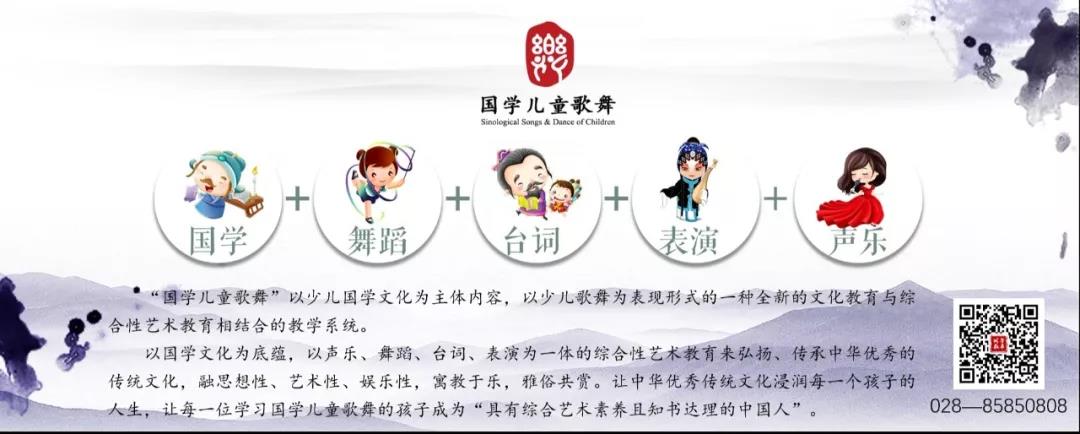 樂
国学儿童歌舞
Sinological Songs & Dance of Children
国学 + 舞蹈 + 台词 + 表演 + 声乐
“国学儿童歌舞”以少儿国学文化为主体内容，以少儿歌舞为表现形式的一种全新的文化教育与综
合性艺术教育相结合的教学系统。
以国学文化为底蕴，以声乐、舞蹈、台词、表演为一体的综合性艺术教育来弘扬、传承中华优秀的
传统文化，融思想性、艺术性、娱乐性，寓教于乐，雅俗共赏。让中华优秀传统文化浸润每一个孩子的
人生，让每一位学习国学儿童歌舞的孩子成为“具有综合艺术素养且知书达理的中国人”。
028—85850808